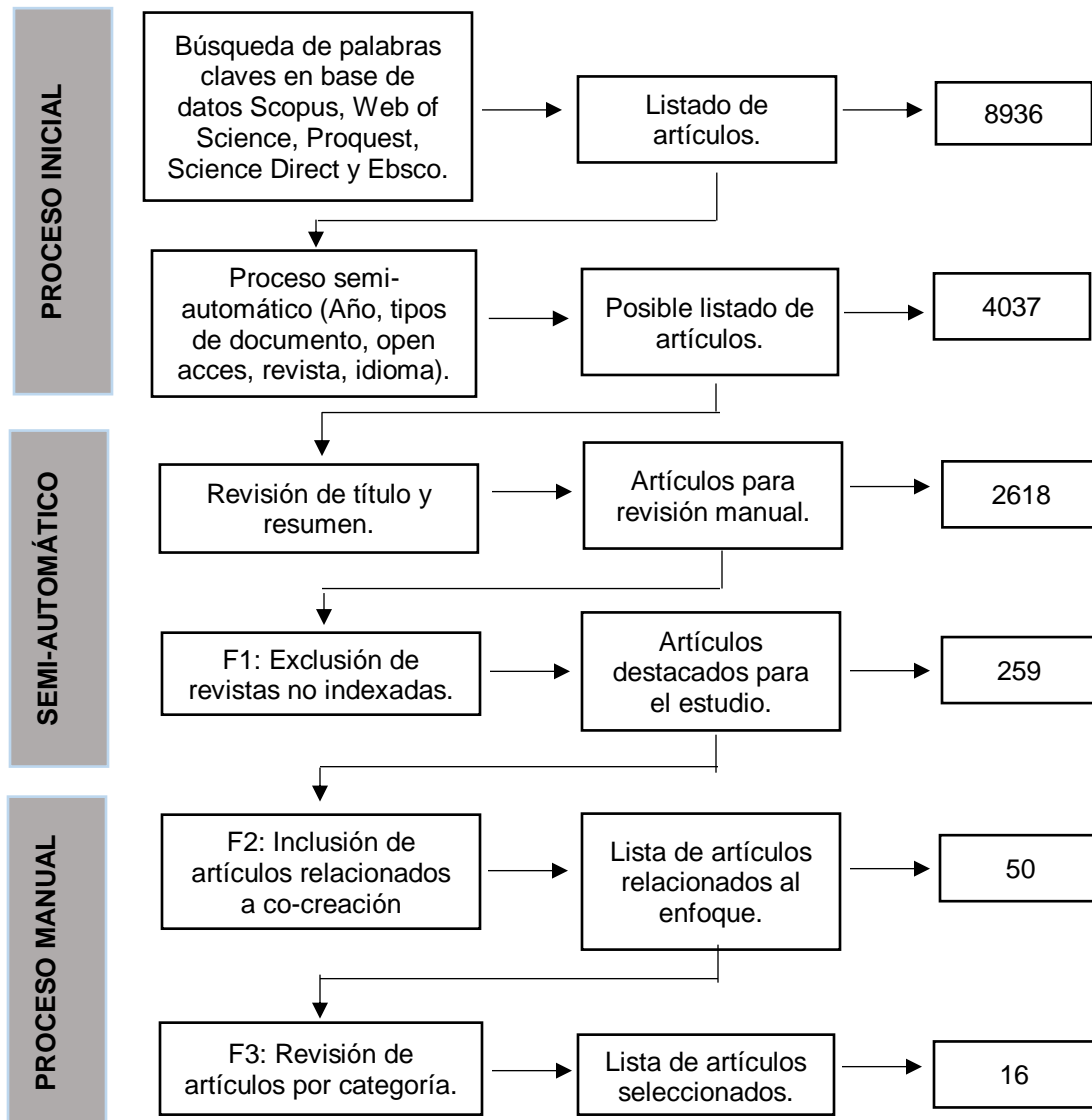 PROCESO INICIAL
Búsqueda de palabras
claves en base de
datos Scopus, Web of
Science, Proquest,
Science Direct y Ebsco.
Listado de
artículos.
8936
Proceso semi-
automático (Año, tipos
de documento, open
acces, revista, idioma).
Posible listado de
artículos.
4037
SEMI-AUTOMÁTICO
Revisión de título y
resumen.
Artículos para
revisión manual.
2618
F1: Exclusión de
revistas no indexadas.
Artículos
destacados para
el estudio.
259
PROCESO MANUAL
F2: Inclusión de
artículos relacionados
a co-creación
Lista de artículos
relacionados al
enfoque.
50
F3: Revisión de
artículos por categoría.
Lista de artículos
seleccionados.
16